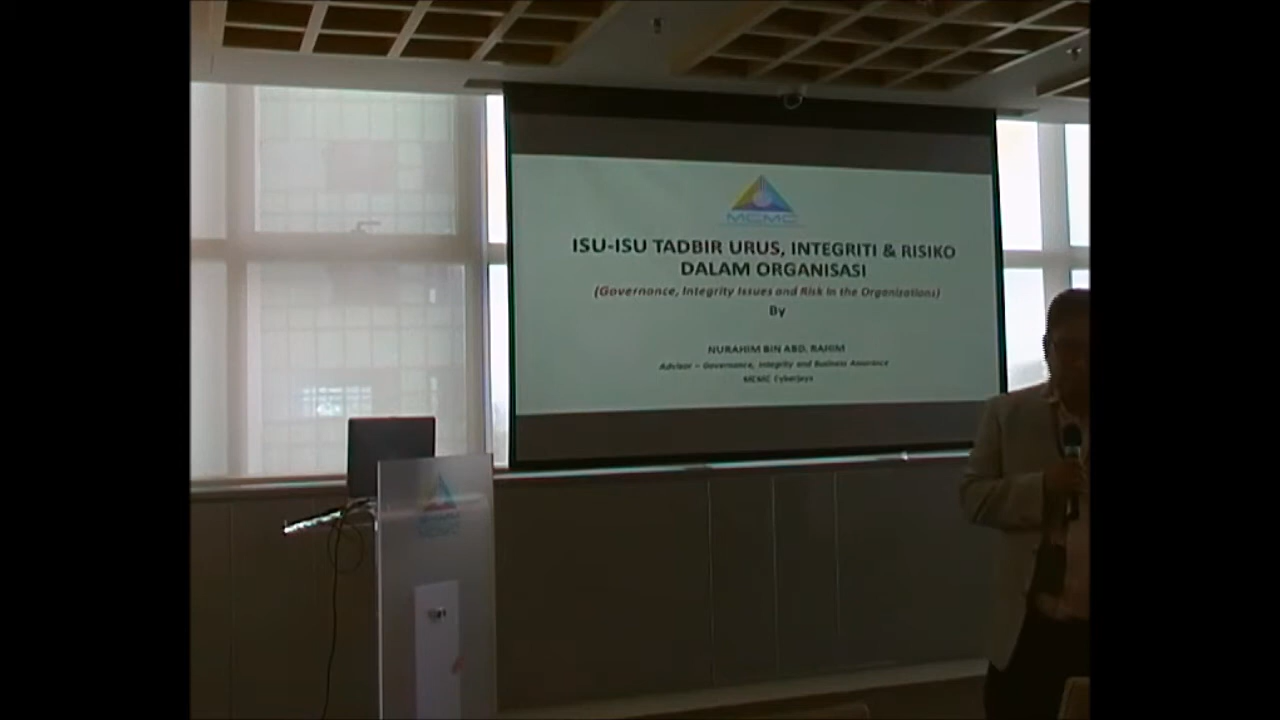 MCMC
ISU-ISU TADBIR URUS, INTEGRITI & RISIKO
DALAM ORGANISASI
(Governance, Integrity Issues and Risk in the Organizations)
By
NURAHIM BIN ABD. RAHIM
Advisor – Governance, Integrity and Business Assurance
MCMC Cyberjaya